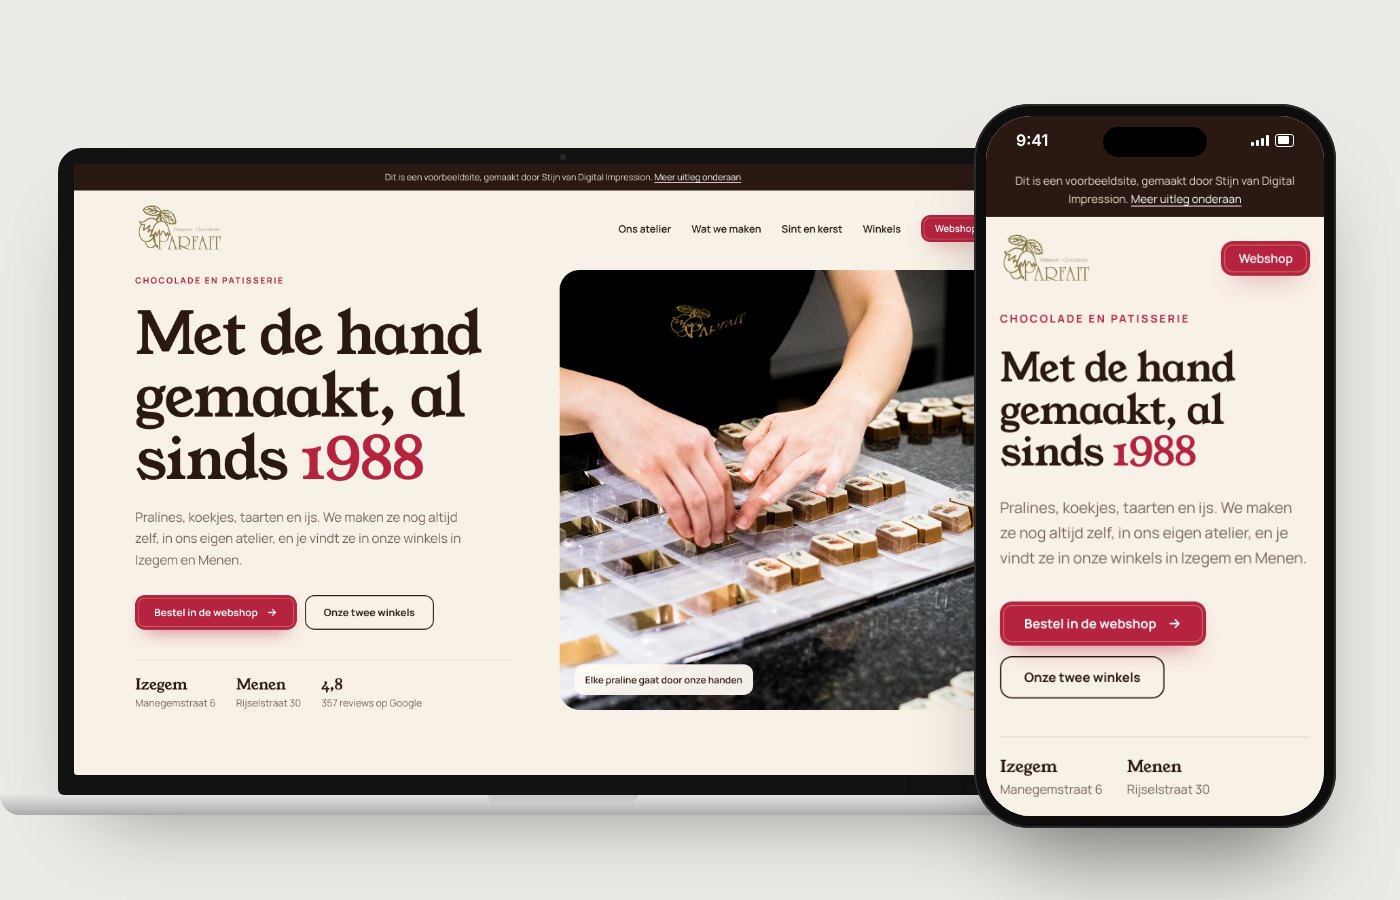 Dit is een voorbeeldsite, gemaakt door Stijn van Digital Impression. Meer uitleg onderaan
Patisserie - Chocolaterie
PARFAIT
Ons atelier
Wat we maken
Sint en kerst
Winkels
Webshop
CHOCOLADE EN PATISSERIE
Met de hand
gemaakt, al
sinds 1988
Pralines, koekjes, taarten en ijs. We maken ze nog altijd
zelf, in ons eigen atelier, en je vindt ze in onze winkels in
Izegem en Menen.
Bestel in de webshop →
Onze twee winkels
Izegem
Manegemstraat 6
Menen
Rijselstraat 30
4,8
357 reviews op Google
PARFAIT
Elke praline gaat door onze handen
9:41
Dit is een voorbeeldsite, gemaakt door Stijn van Digital
Impression. Meer uitleg onderaan
Patisserie - Chocolaterie
PARFAIT
Webshop
CHOCOLADE EN PATISSERIE
Met de hand
gemaakt, al
sinds 1988
Pralines, koekjes, taarten en ijs. We maken
ze nog altijd zelf, in ons eigen atelier, en je
vindt ze in onze winkels in Izegem en Menen.
Bestel in de webshop →
Onze twee winkels
Izegem
Manegemstraat 6
Menen
Rijselstraat 30